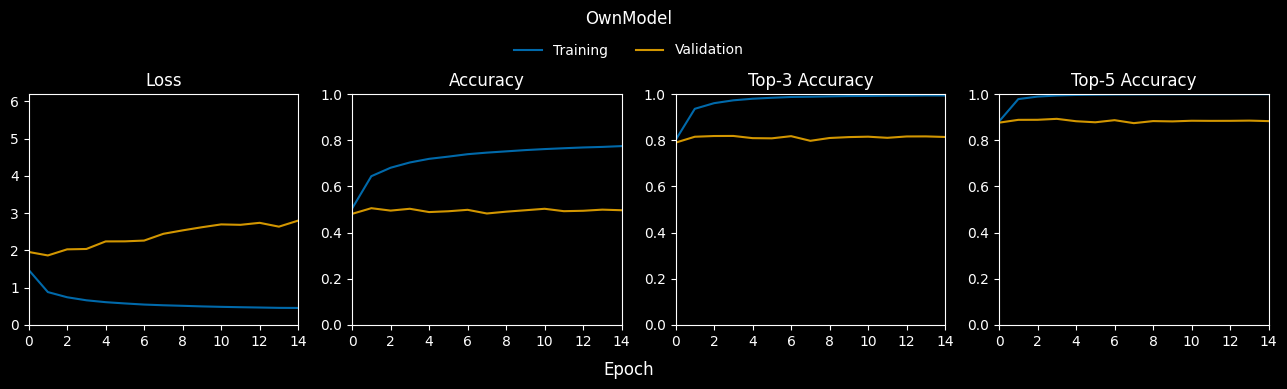 OwnModel
Training Validation
Loss Accuracy Top-3 Accuracy Top-5 Accuracy
6 1.0 1.0 1.0
5 0.8 0.8 0.8
4 0.6 0.6 0.6
3 0.4 0.4 0.4
2 0.2 0.2 0.2
1
0 0.0 0.0 0.0
0 2 4 6 8 10 12 14 0 2 4 6 8 10 12 14 0 2 4 6 8 10 12 14 0 2 4 6 8 10 12 14
Epoch